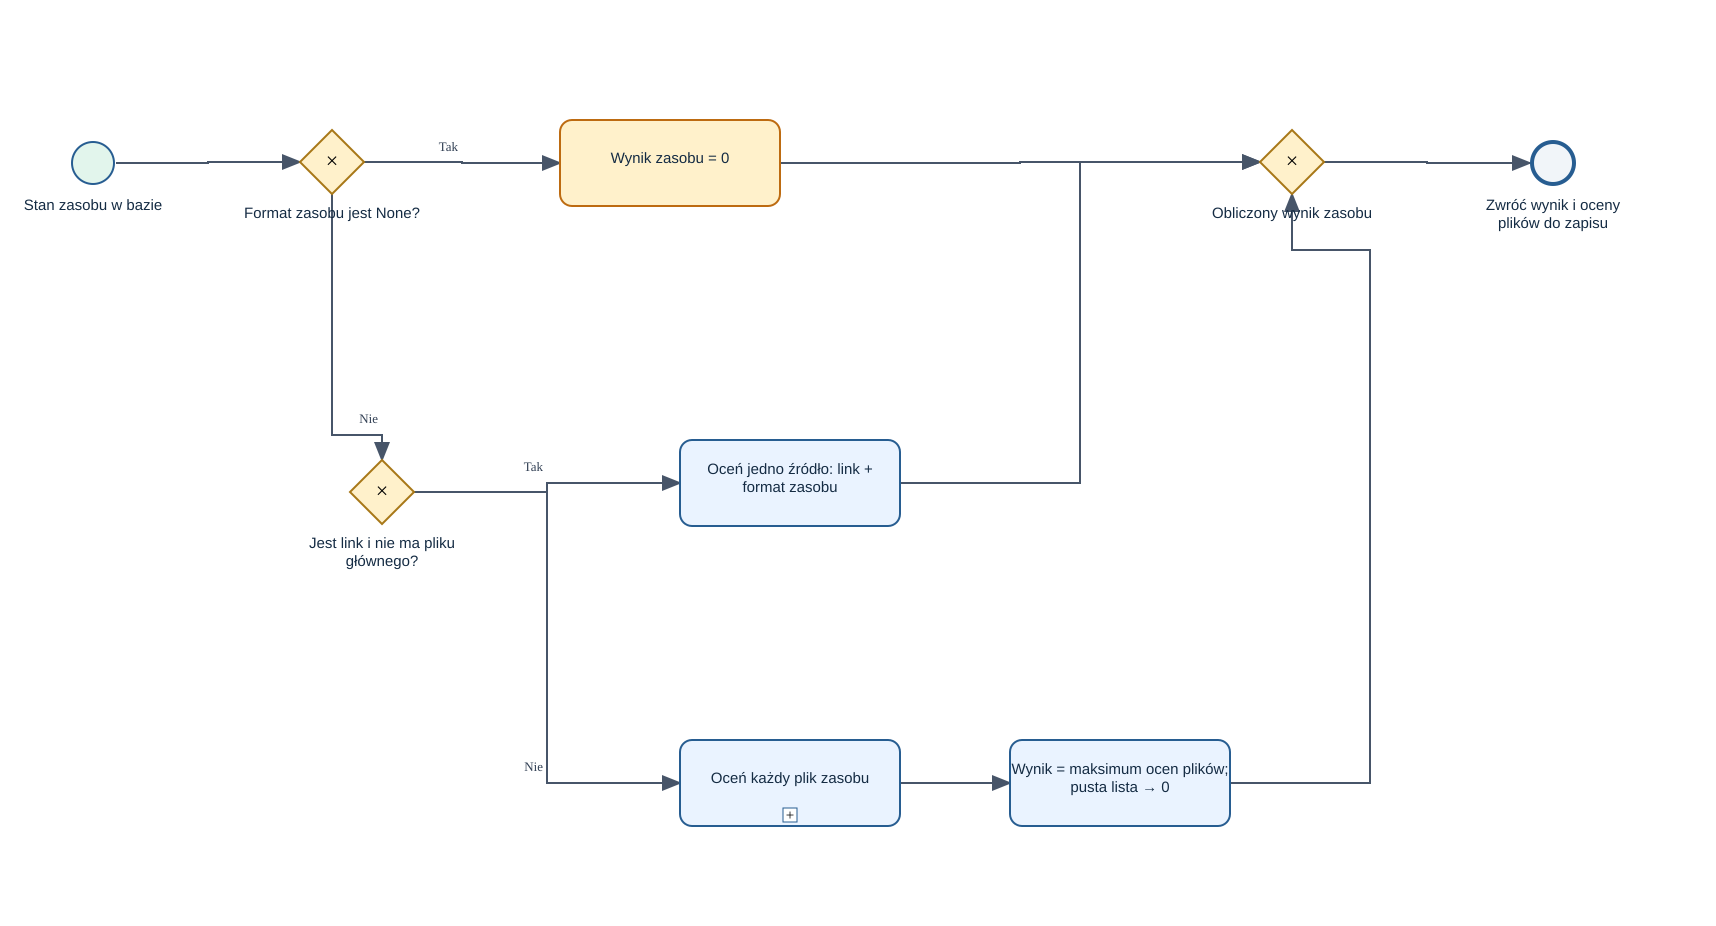 Tak
×
Wynik zasobu = 0
×
Stan zasobu w bazie
Format zasobu jest None?
Obliczony wynik zasobu
Zwróć wynik i oceny
plików do zapisu
Nie
Tak
×
Oceń jedno źródło: link +
format zasobu
Jest link i nie ma pliku
głównego?
Nie
Oceń każdy plik zasobu
+
Wynik = maksimum ocen plików;
pusta lista → 0